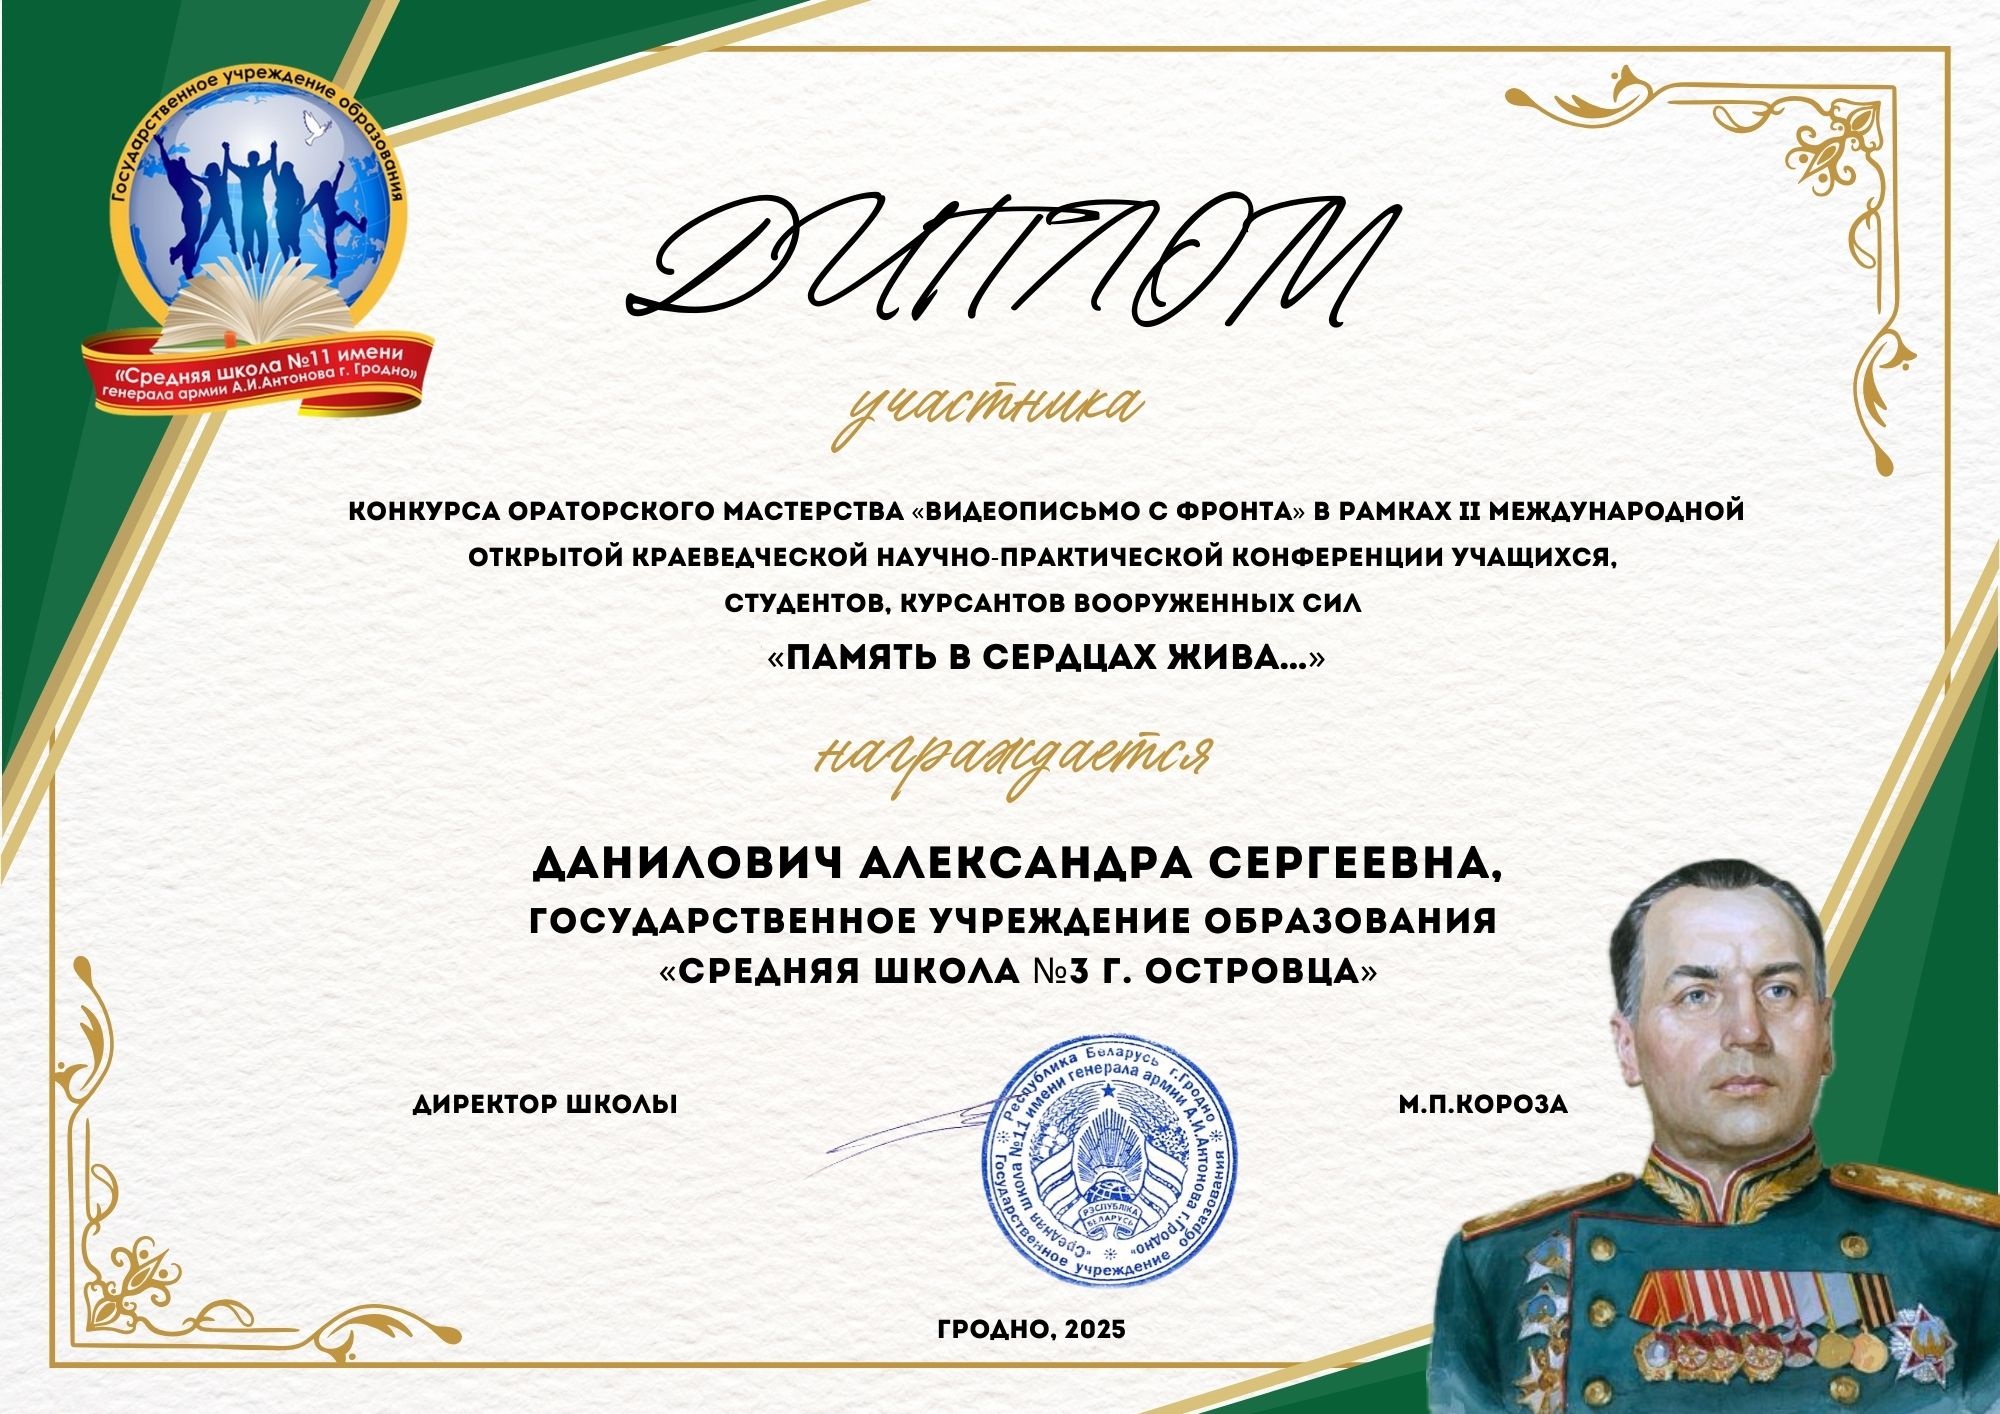 Государственное учреждение образования
«Средняя школа №11 имени
генерала армии А.И.Антонова г. Гродно»
ДИПЛОМ
участника
КОНКУРСА ОРАТОРСКОГО МАСТЕРСТВА «ВИДЕОПИСЬМО С ФРОНТА» В РАМКАХ II МЕЖДУНАРОДНОЙ
ОТКРЫТОЙ КРАЕВЕДЧЕСКОЙ НАУЧНО-ПРАКТИЧЕСКОЙ КОНФЕРЕНЦИИ УЧАЩИХСЯ,
СТУДЕНТОВ, КУРСАНТОВ ВООРУЖЕННЫХ СИЛ
«ПАМЯТЬ В СЕРДЦАХ ЖИВА...»
награждается
ДАНИЛОВИЧ АЛЕКСАНДРА СЕРГЕЕВНА,
ГОСУДАРСТВЕННОЕ УЧРЕЖДЕНИЕ ОБРАЗОВАНИЯ
«СРЕДНЯЯ ШКОЛА №3 Г. ОСТРОВЦА»
ДИРЕКТОР ШКОЛЫ
Республика Беларусь г.Гродно
Государственное учреждение образования
«Средняя школа №11 имени генерала армии А.И.Антонова г.Гродно»
РЭСПУБЛІКА
БЕЛАРУСЬ
М.П.КОРОЗА
ГРОДНО, 2025